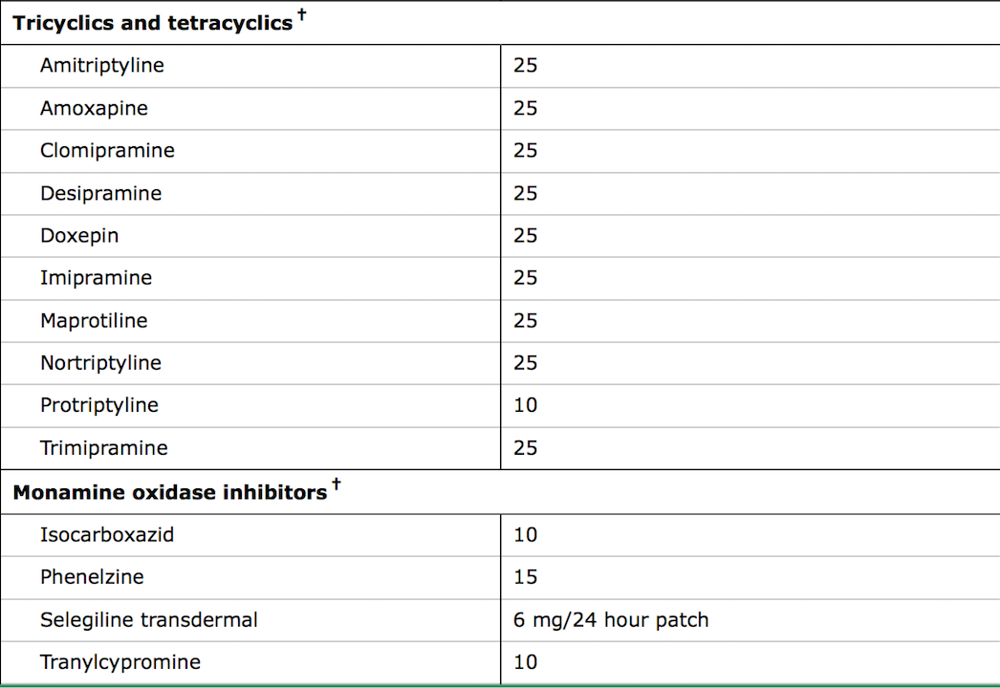 Tricyclics and tetracyclics †
Amitriptyline 25
Amoxapine 25
Clomipramine 25
Desipramine 25
Doxepin 25
Imipramine 25
Maprotiline 25
Nortriptyline 25
Protriptyline 10
Trimipramine 25
Monamine oxidase inhibitors †
Isocarboxazid 10
Phenelzine 15
Selegiline transdermal 6 mg/24 hour patch
Tranylcypromine 10